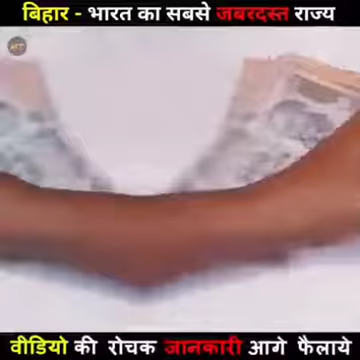 बिहार - भारत का सबसे जबरदस्त राज्य
वीडियो की रोचक जानकारी आगे फैलाये